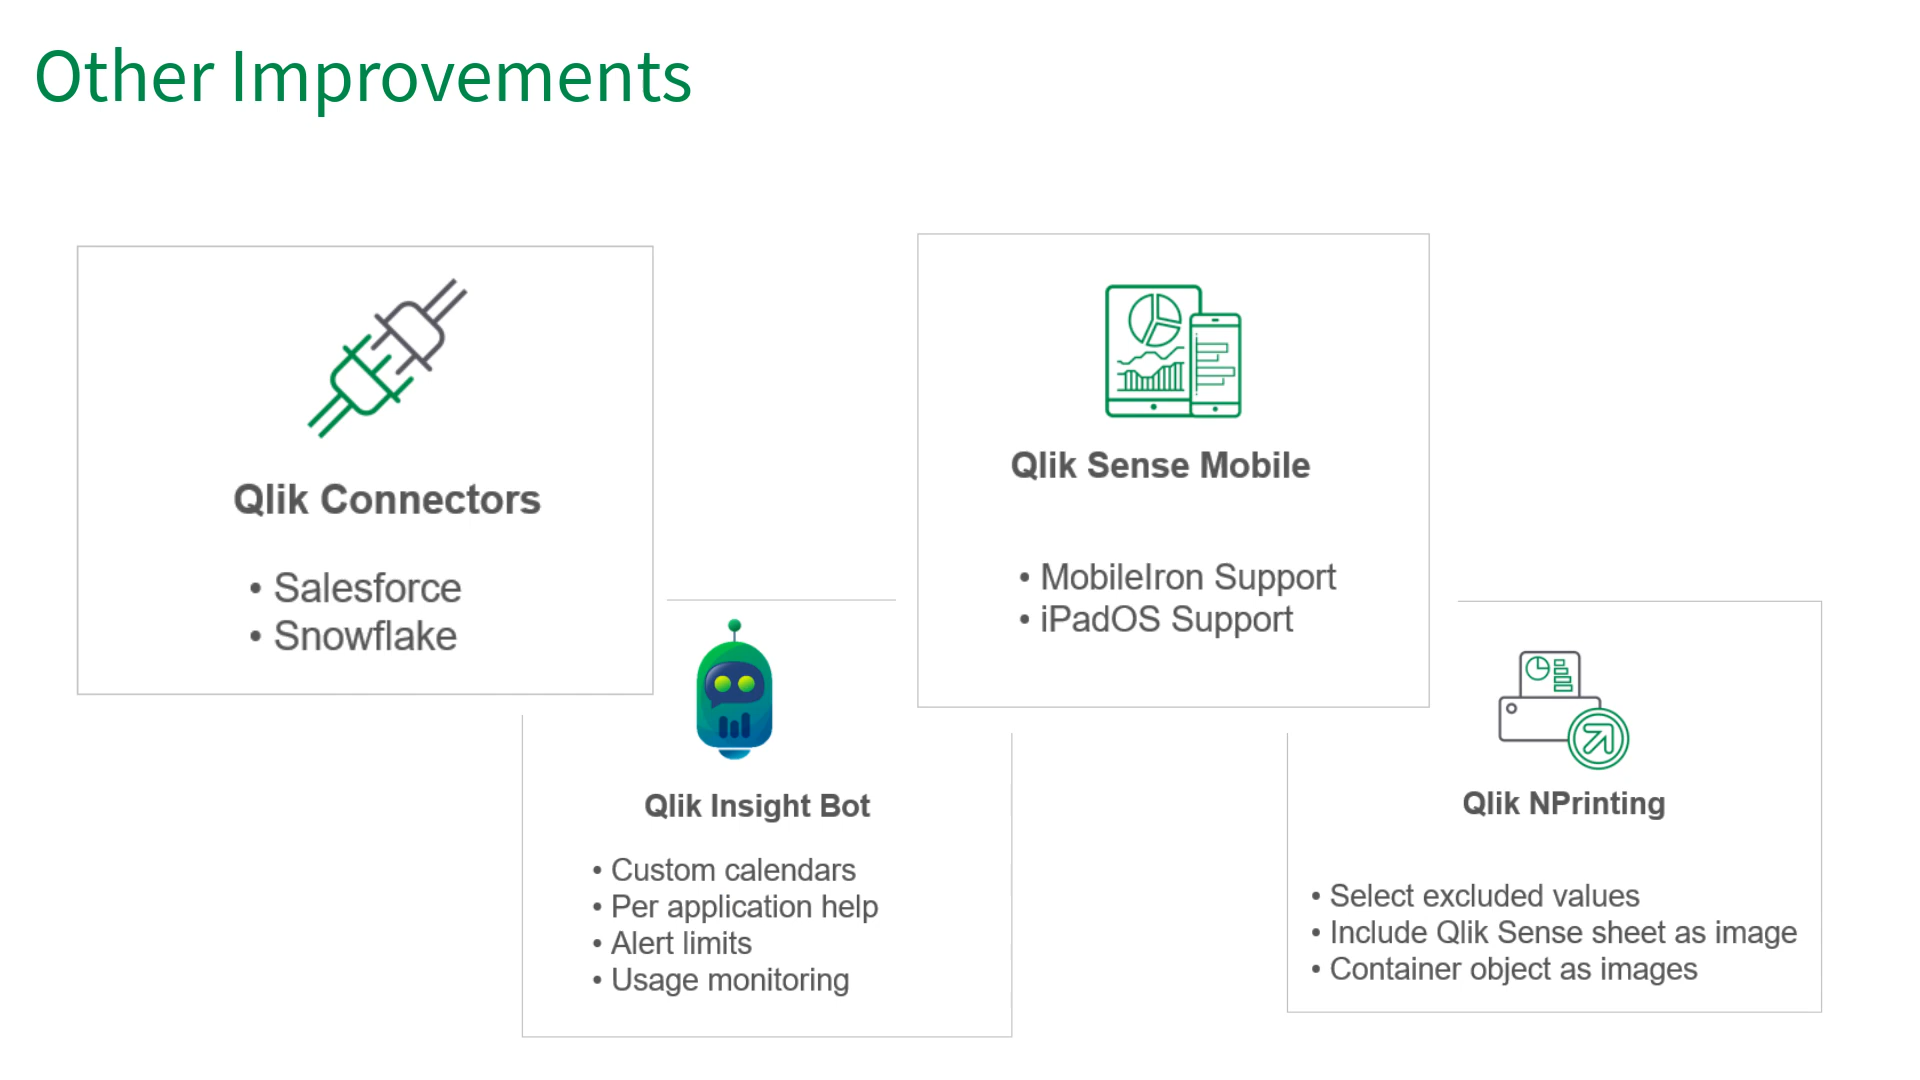 Other Improvements
Qlik Connectors
• Salesforce
• Snowflake
Qlik Sense Mobile
• MobileIron Support
• iPadOS Support
Qlik Insight Bot
• Custom calendars
• Per application help
• Alert limits
• Usage monitoring
Qlik NPrinting
• Select excluded values
• Include Qlik Sense sheet as image
• Container object as images